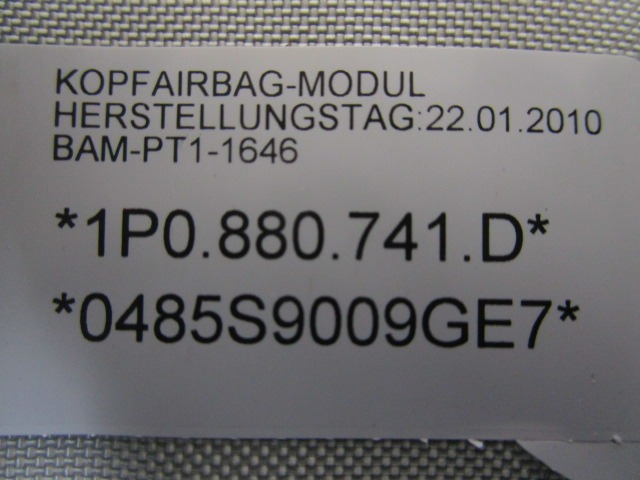 KOPFAIRBAG-MODUL
HERSTELLUNGSTAG:22.01.2010
BAM-PT1-1646
*1P0.880.741.D*
*0485S9009GE7*